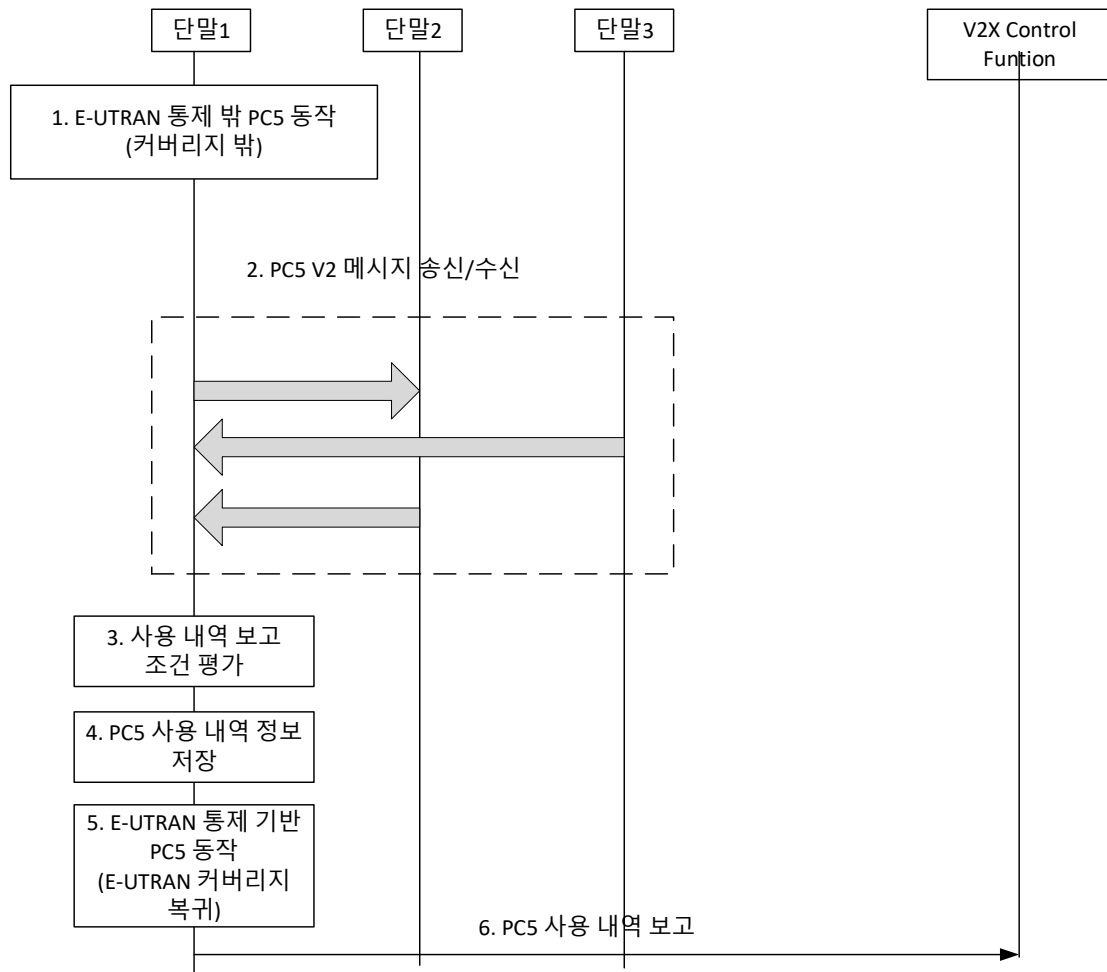 단말1
단말2
단말3
V2X Control
Funtion
1. E-UTRAN 통제 밖 PC5 동작
(커버리지 밖)
2. PC5 V2 메시지 송신/수신
3. 사용 내역 보고
조건 평가
4. PC5 사용 내역 정보
저장
5. E-UTRAN 통제 기반
PC5 동작
(E-UTRAN 커버리지
복귀)
6. PC5 사용 내역 보고